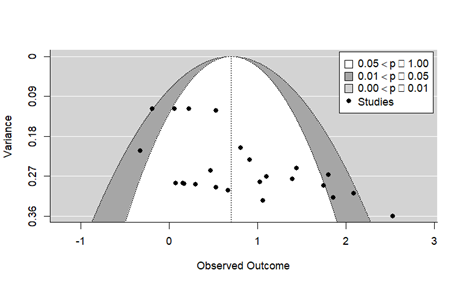 0.05 < p □ 1.00
0.01 < p □ 0.05
0.00 < p □ 0.01
Studies
0
0.09
0.18
0.27
0.36
Variance
-1
0
1
2
3
Observed Outcome